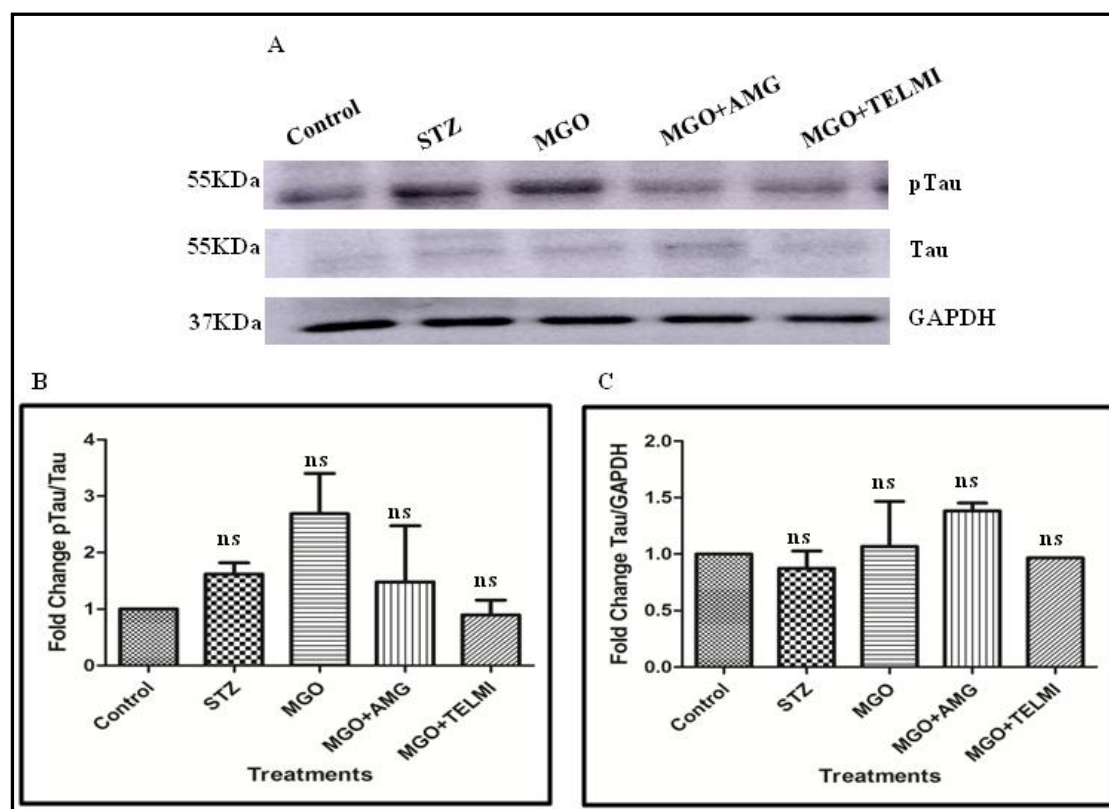 A
Control STZ MGO MGO+AMG MGO+TELMI
55KDa pTau
55KDa Tau
37KDa GAPDH
B
Fold Change pTau/Tau
4
3
2
1
0
ns ns ns ns
Control STZ MGO MGO+AMG MGO+TELMI
Treatments
C
Fold Change Tau/GAPDH
2.0
1.5
1.0
0.5
0.0
ns ns ns ns
Control STZ MGO MGO+AMG MGO+TELMI
Treatments